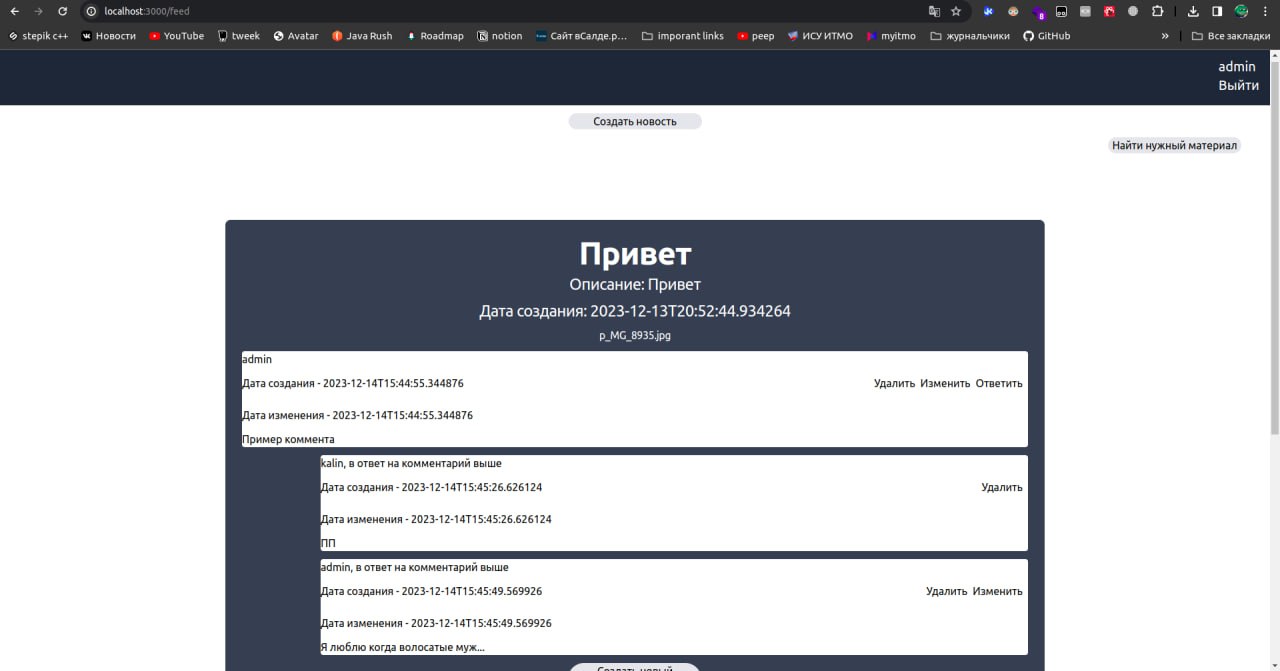 localhost:3000/feed
stepik c++ Новости YouTube tweek Avatar Java Rush Roadmap notion Сайт вСалде.р... imporant links peep ИСУ ИТМО myitmo журнальчики GitHub » Все закладки
admin
Выйти
Создать новость
Найти нужный материал
Привет
Описание: Привет
Дата создания: 2023-12-13T20:52:44.934264
p_MG_8935.jpg
admin
Дата создания - 2023-12-14T15:44:55.344876 Удалить Изменить Ответить
Дата изменения - 2023-12-14T15:44:55.344876
Пример коммента
kalin, в ответ на комментарий выше
Дата создания - 2023-12-14T15:45:26.626124 Удалить
Дата изменения - 2023-12-14T15:45:26.626124
ПП
admin, в ответ на комментарий выше
Дата создания - 2023-12-14T15:45:49.569926 Удалить Изменить
Дата изменения - 2023-12-14T15:45:49.569926
Я люблю когда волосатые муж...
Создать новый